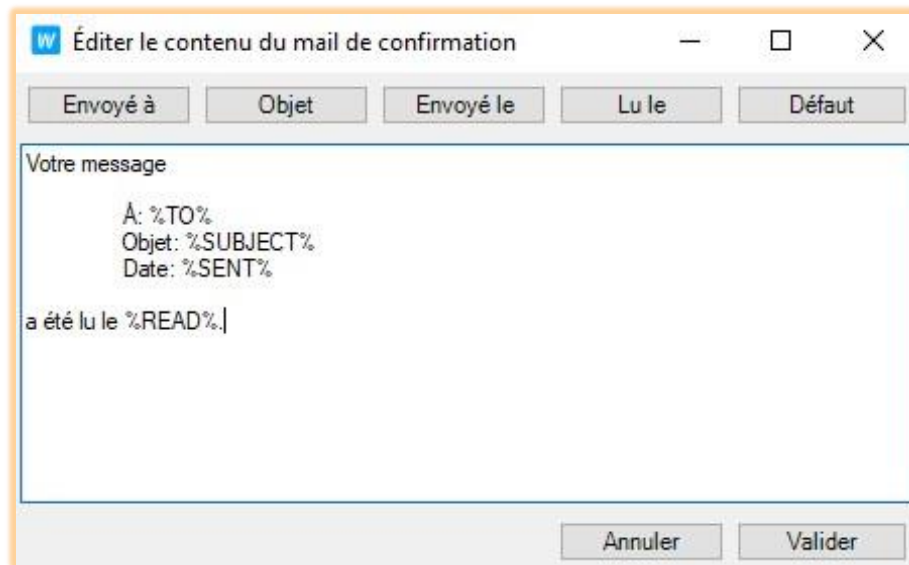 W Éditer le contenu du mail de confirmation
Envoyé à Objet Envoyé le Lu le Défaut
Votre message
À: %TO%
Objet: %SUBJECT%
Date: %SENT%
a été lu le %READ%.
Annuler Valider